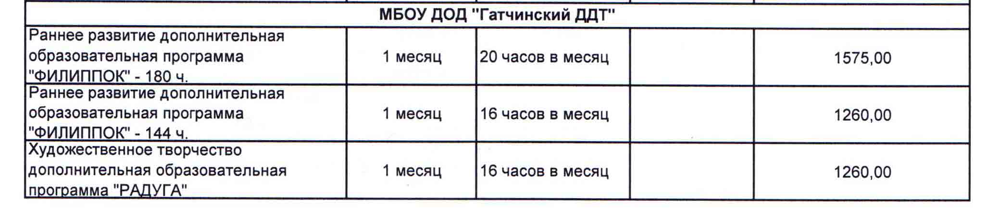 МБОУ ДОД "Гатчинский ДДТ"
Раннее развитие дополнительная
образовательная программа
"ФИЛИППОК" - 180 ч.
1 месяц
20 часов в месяц
1575,00
Раннее развитие дополнительная
образовательная программа
"ФИЛИППОК" - 144 ч.
1 месяц
16 часов в месяц
1260,00
Художественное творчество
дополнительная образовательная
программа "РАДУГА"
1 месяц
16 часов в месяц
1260,00